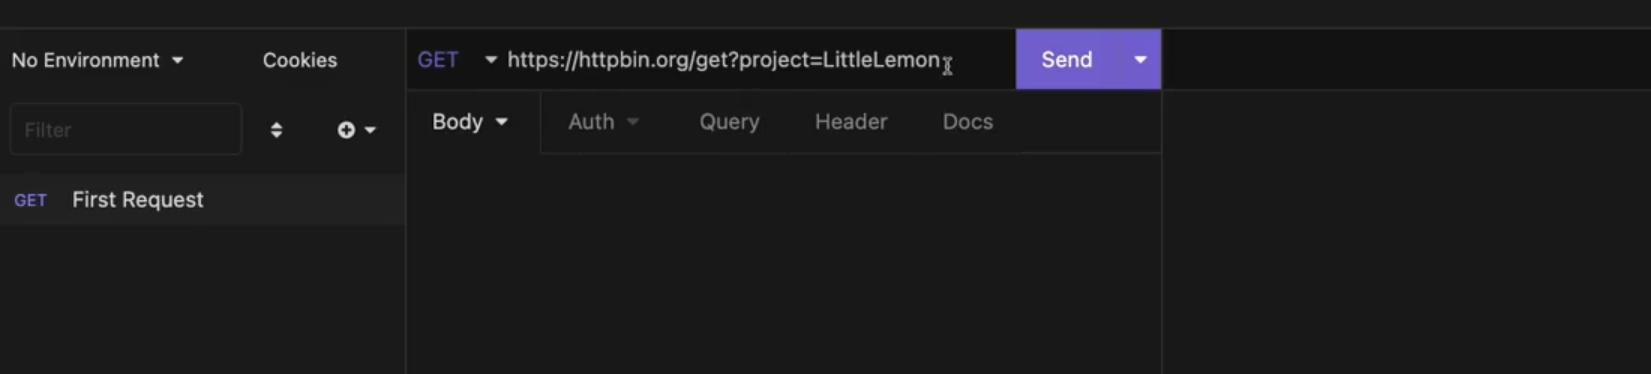 No Environment Cookies GET https://httpbin.org/get?project=LittleLemon Send
Filter Body Auth Query Header Docs
GET First Request